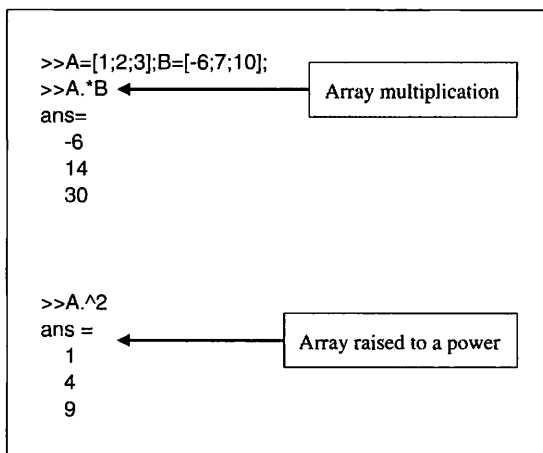 >>A=[1;2;3];B=[-6;7;10];
>>A.*B
Array multiplication
ans=
-6
14
30
>>A.^2
ans =
Array raised to a power
1
4
9